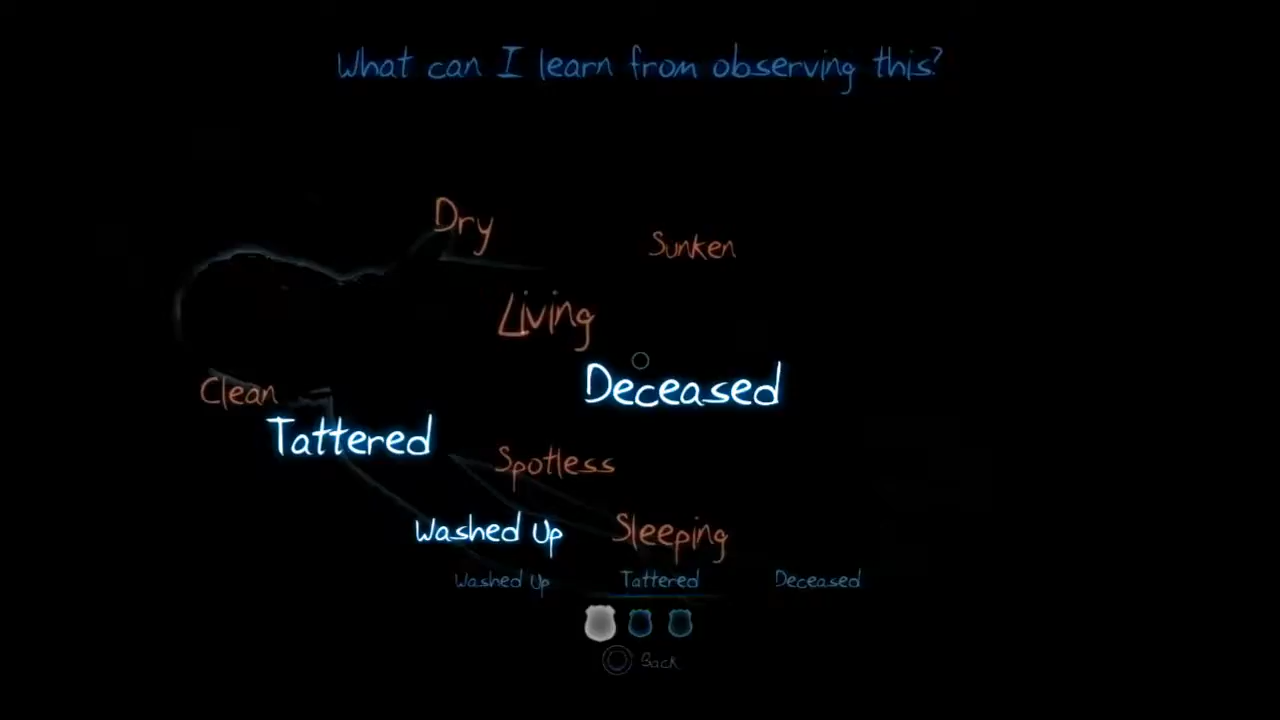 What can I learn from observing this?
Dry
Sunken
Living
Deceased
Clean
Tattered
Spotless
Washed Up
Sleeping
Washed Up Tattered Deceased
Back